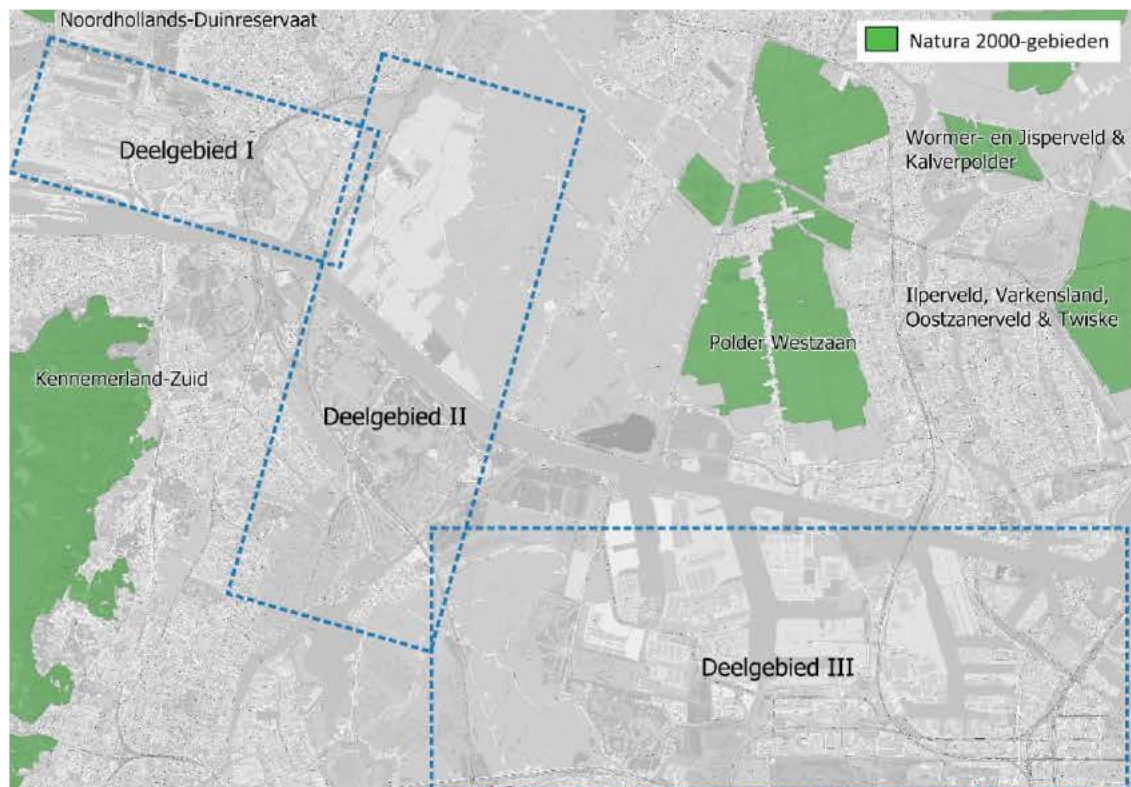 Noordhollands-Duinreservaat
Natura 2000-gebieden
Deelgebied I
Wormer- en Jisperveld &
Kalverpolder
Ilperveld, Varkensland,
Oostzanerveld & Twiske
Polder Westzaan
Kennemerland-Zuid
Deelgebied II
Deelgebied III